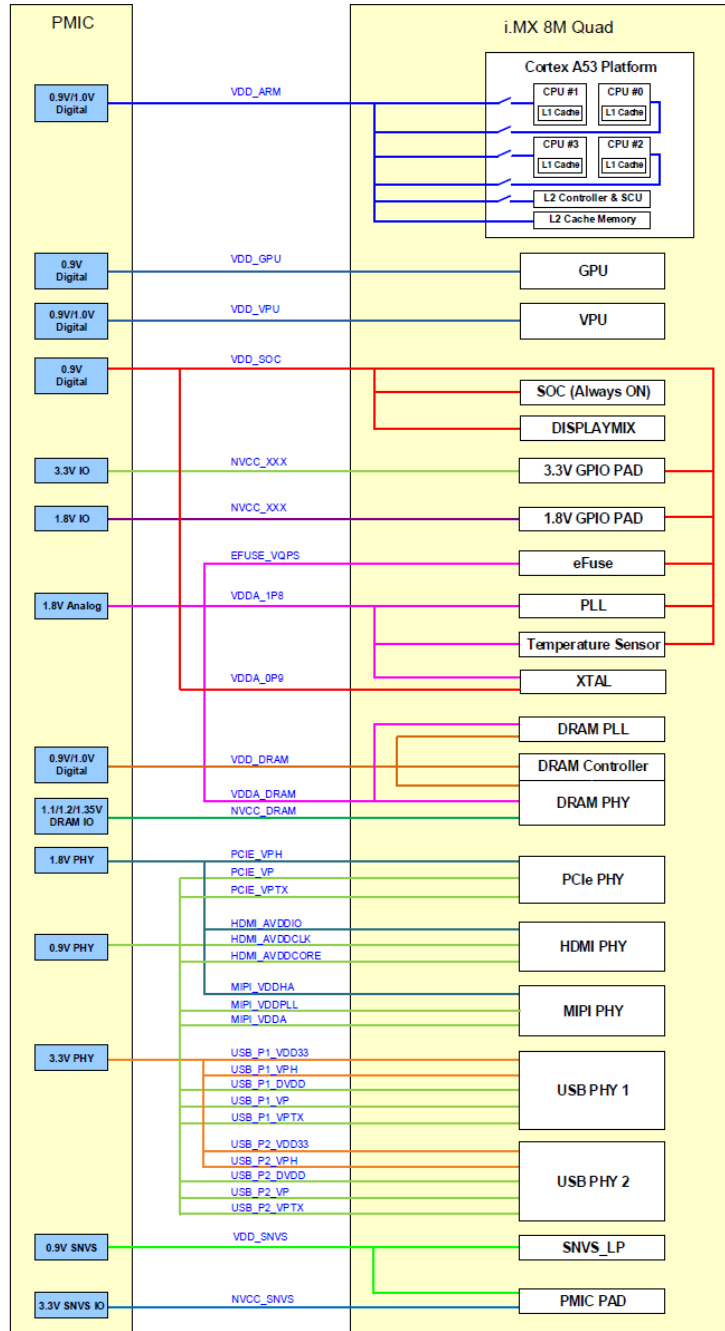 PMIC
i.MX 8M Quad
Cortex A53 Platform
0.9V/1.0V
Digital
VDD_ARM
CPU #1
L1 Cache
CPU #0
L1 Cache
CPU #3
L1 Cache
CPU #2
L1 Cache
L2 Controller & SCU
L2 Cache Memory
0.9V
Digital
VDD_GPU
GPU
0.9V/1.0V
Digital
VDD_VPU
VPU
0.9V
Digital
VDD_SOC
SOC (Always ON)
DISPLAYMIX
3.3V IO
NVCC_XXX
3.3V GPIO PAD
1.8V IO
NVCC_XXX
1.8V GPIO PAD
EFUSE_VQPS
eFuse
1.8V Analog
VDDA_1P8
PLL
Temperature Sensor
VDDA_0P9
XTAL
DRAM PLL
0.9V/1.0V
Digital
VDD_DRAM
DRAM Controller
VDDA_DRAM
DRAM PHY
1.1/1.2/1.35V
DRAM IO
NVCC_DRAM
1.8V PHY
PCIE_VPH
PCIE_VP
PCIE_VPTX
PCIe PHY
0.9V PHY
HDMI_AVDDIO
HDMI_AVDDCLK
HDMI_AVDDCORE
HDMI PHY
MIPI_VDDHA
MIPI_VDDPLL
MIPI_VDDA
MIPI PHY
3.3V PHY
USB_P1_VDD33
USB_P1_VPH
USB_P1_DVDD
USB_P1_VP
USB_P1_VPTX
USB PHY 1
USB_P2_VDD33
USB_P2_VPH
USB_P2_DVDD
USB_P2_VP
USB_P2_VPTX
USB PHY 2
0.9V SNVS
VDD_SNVS
SNVS_LP
3.3V SNVS IO
NVCC_SNVS
PMIC PAD